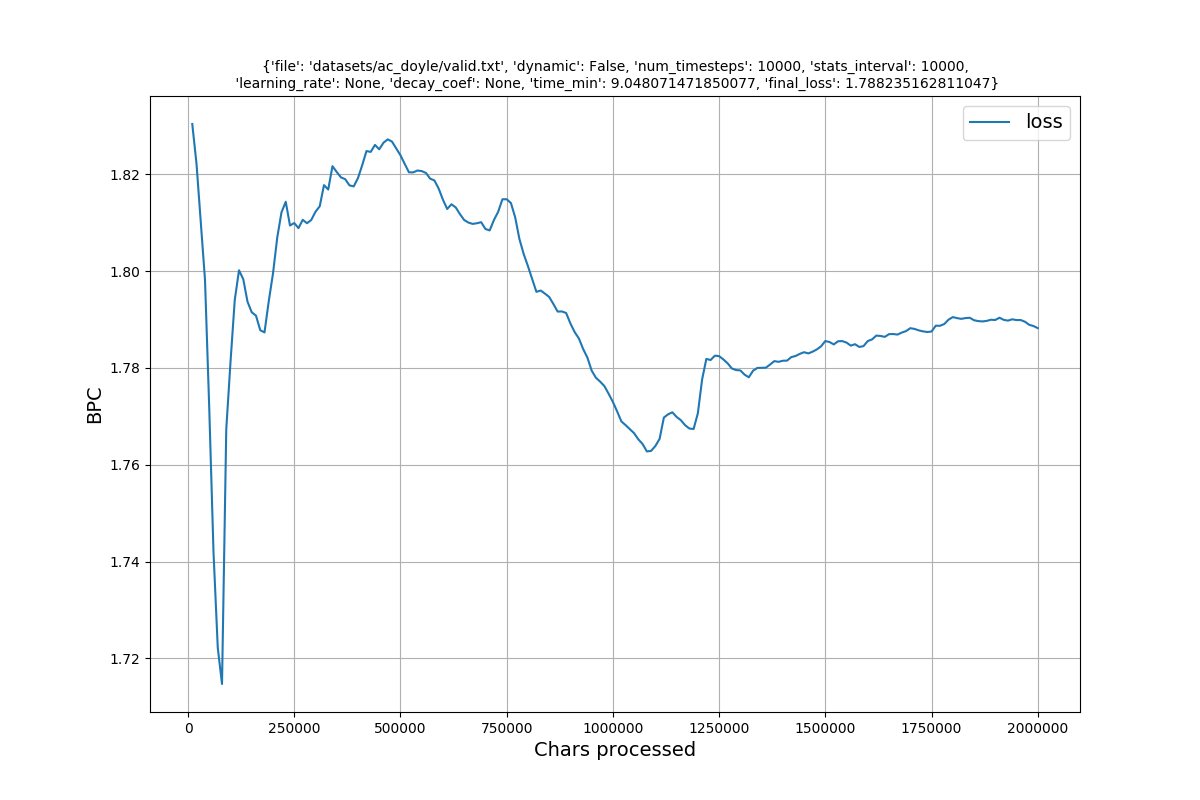 {'file': 'datasets/ac_doyle/valid.txt', 'dynamic': False, 'num_timesteps': 10000, 'stats_interval': 10000,
'learning_rate': None, 'decay_coef': None, 'time_min': 9.048071471850077, 'final_loss': 1.788235162811047}
loss
1.82
1.80
1.78
1.76
1.74
1.72
BPC
0 250000 500000 750000 1000000 1250000 1500000 1750000 2000000
Chars processed